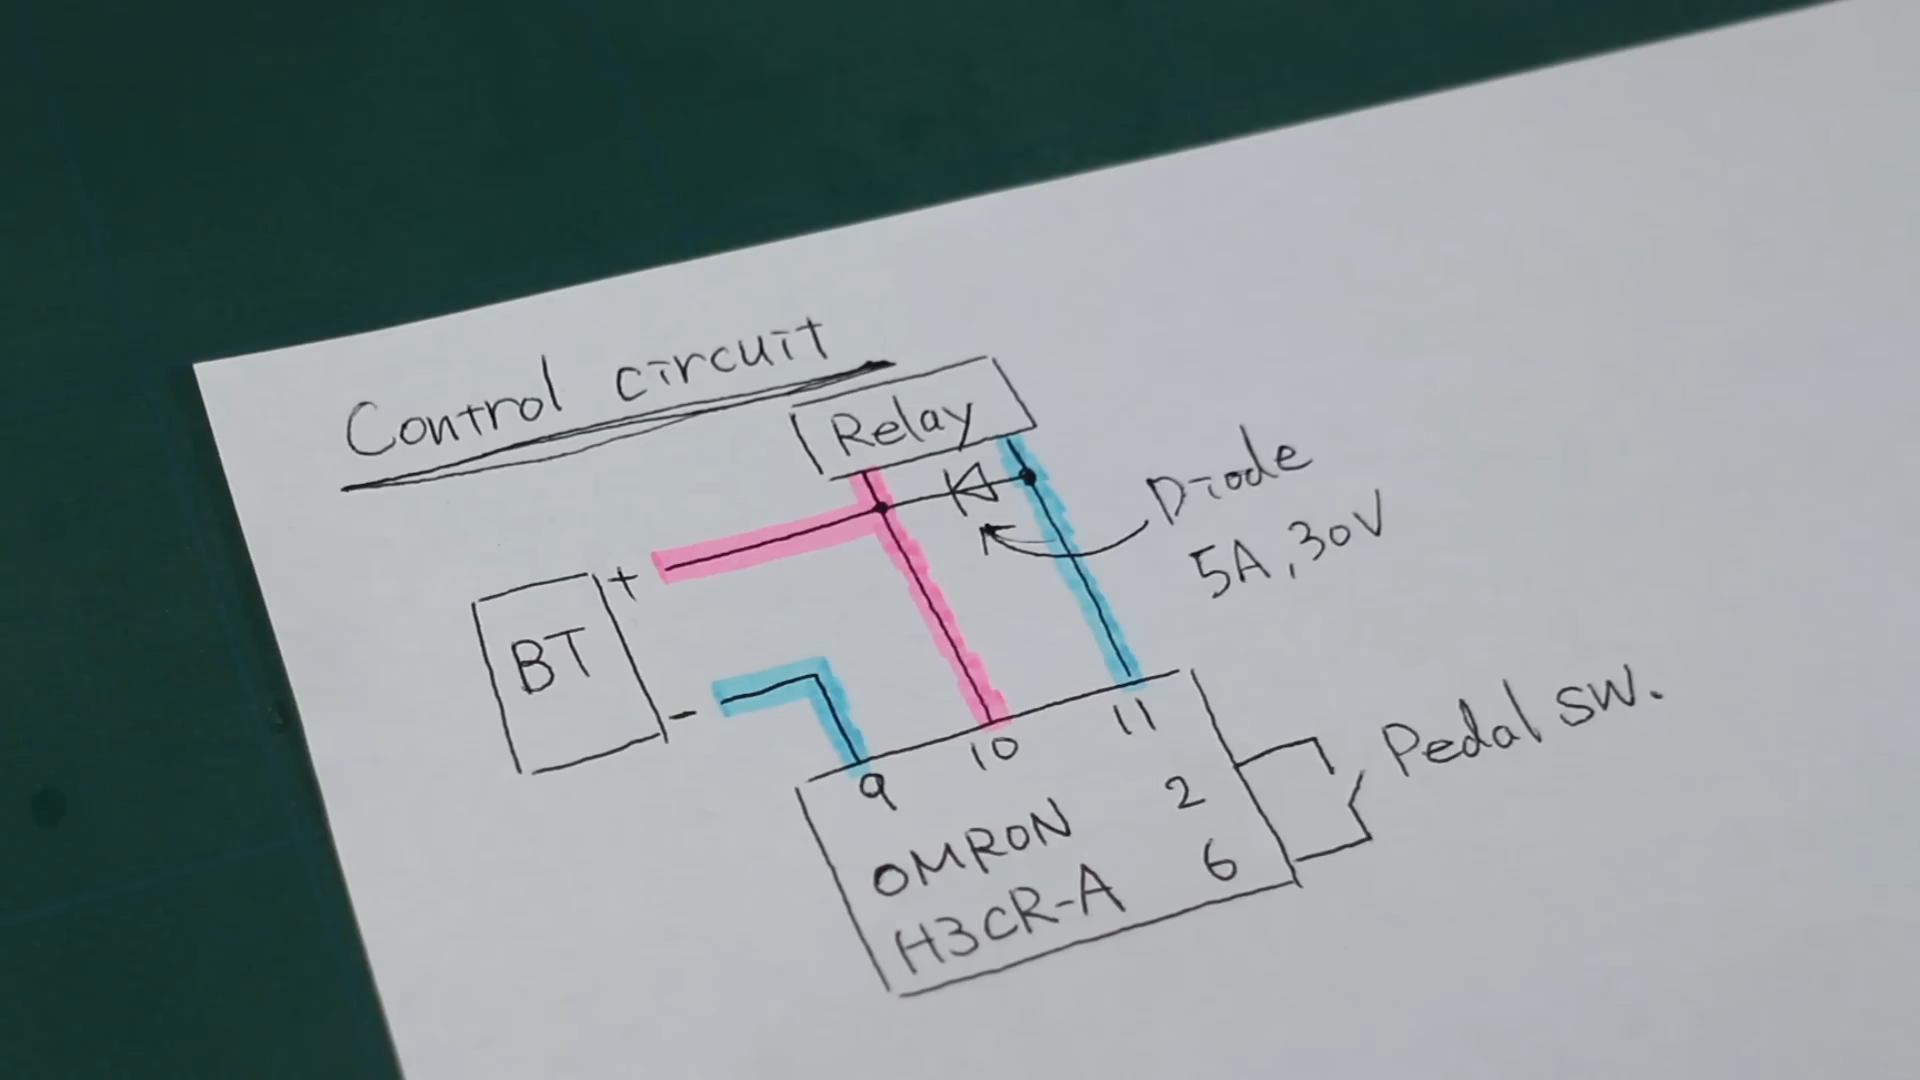 Control circuit
Relay
Diode
5A, 30V
+
BT
-
9 10 11
OMRON 2
H3CR-A 6
Pedal SW.